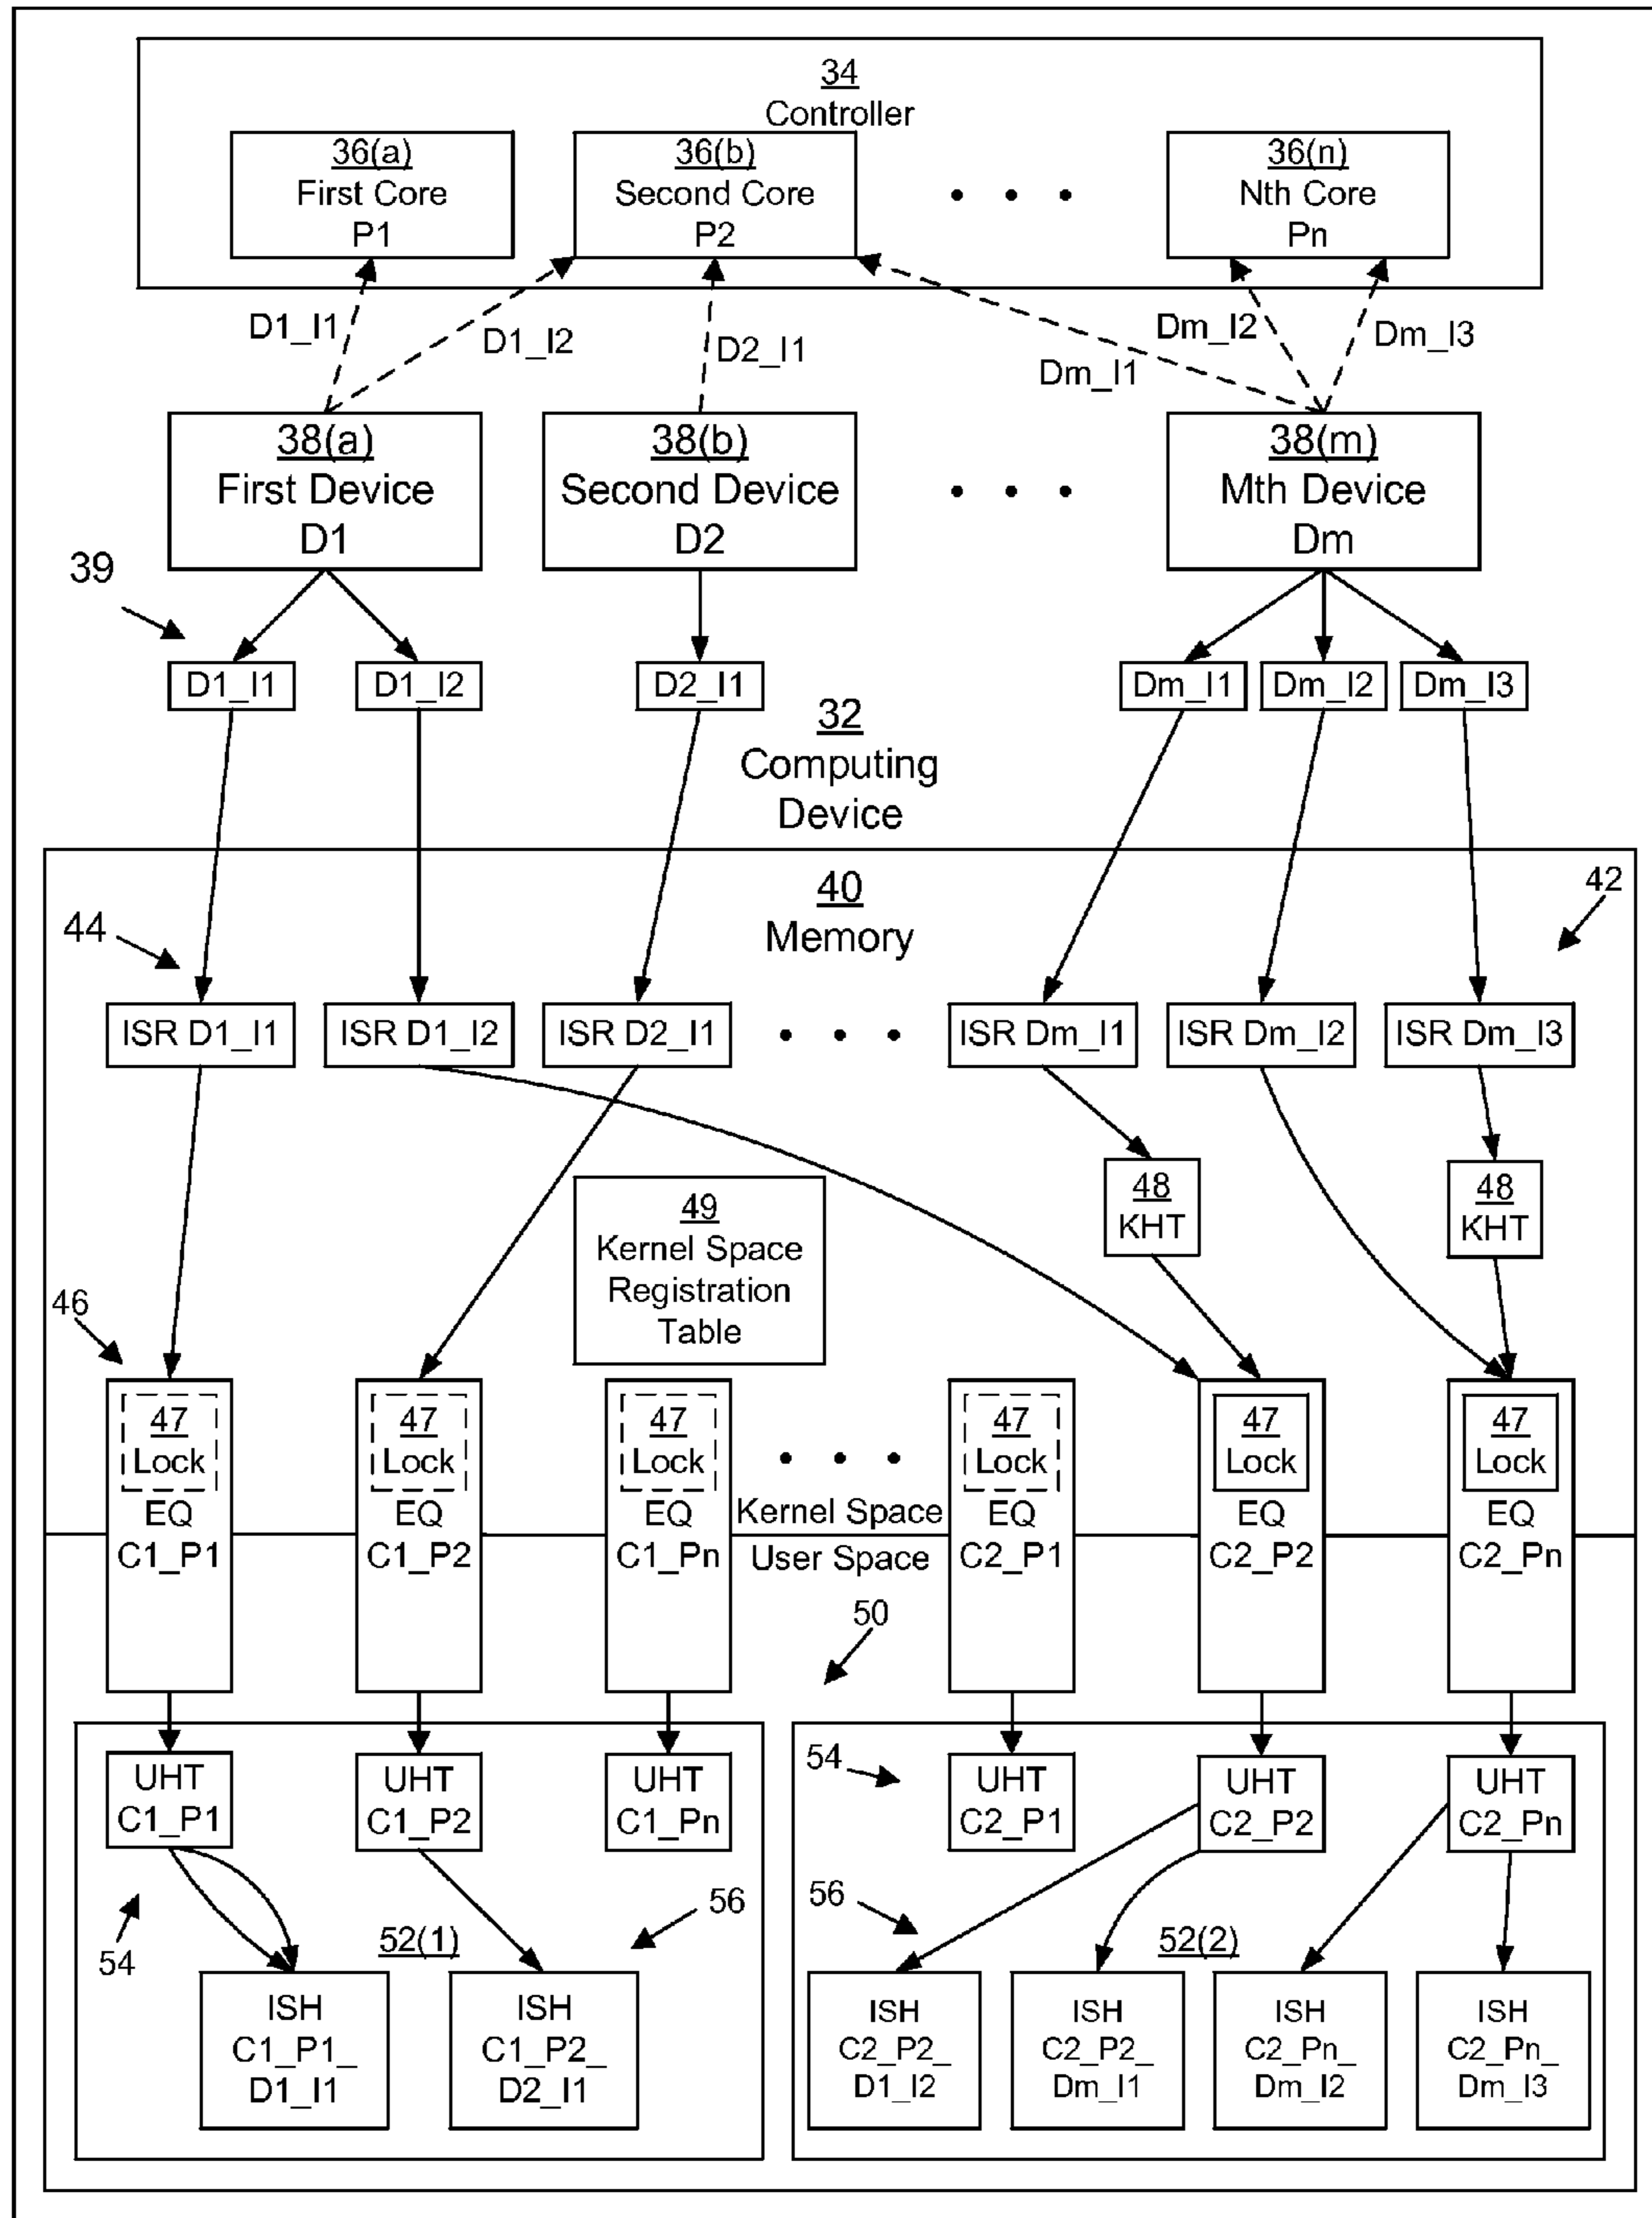 34
Controller
36(a)
First Core
P1
36(b)
Second Core
P2
36(n)
Nth Core
Pn
D1_I1
D1_I2
D2_I1
Dm_I1
Dm_I2
Dm_I3
38(a)
First Device
D1
38(b)
Second Device
D2
38(m)
Mth Device
Dm
39
D1_I1
D1_I2
D2_I1
Dm_I1
Dm_I2
Dm_I3
32
Computing
Device
40
Memory
42
44
ISR D1_I1
ISR D1_I2
ISR D2_I1
ISR Dm_I1
ISR Dm_I2
ISR Dm_I3
48
KHT
48
KHT
49
Kernel Space
Registration
Table
46
47
Lock
EQ
C1_P1
47
Lock
EQ
C1_P2
47
Lock
EQ
C1_Pn
Kernel Space
User Space
47
Lock
EQ
C2_P1
47
Lock
EQ
C2_P2
47
Lock
EQ
C2_Pn
50
UHT
C1_P1
UHT
C1_P2
UHT
C1_Pn
54
UHT
C2_P1
UHT
C2_P2
UHT
C2_Pn
54
52(1)
56
56
52(2)
ISH
C1_P1_
D1_I1
ISH
C1_P2_
D2_I1
ISH
C2_P2_
D1_I2
ISH
C2_P2_
Dm_I1
ISH
C2_Pn_
Dm_I2
ISH
C2_Pn_
Dm_I3